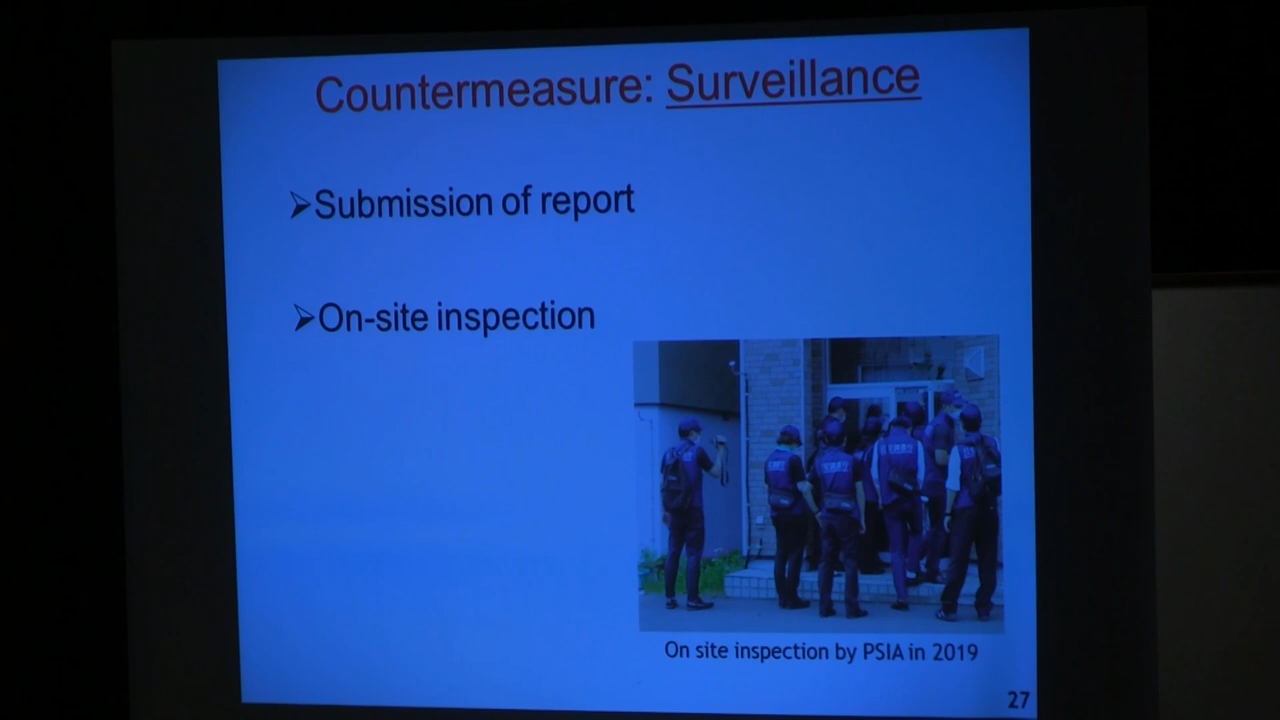 Countermeasure: Surveillance
➢Submission of report
➢On-site inspection
On site inspection by PSIA in 2019
27